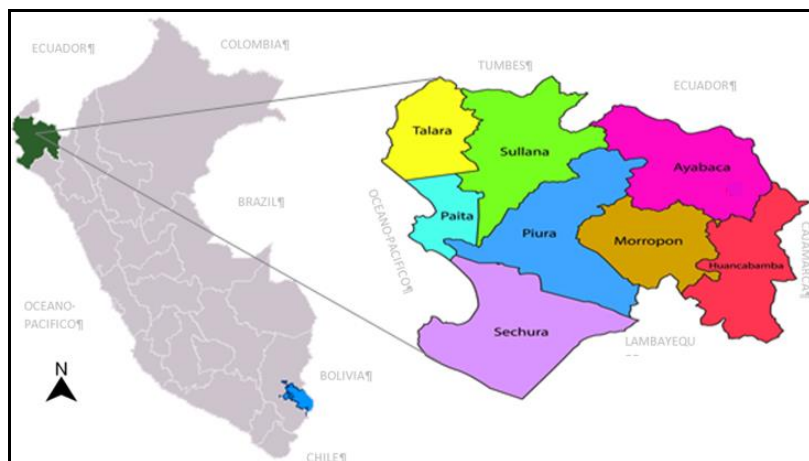 ECUADOR¶
COLOMBIA¶
BRAZIL¶
OCEANO-
PACIFICO¶
N
BOLIVIA¶
CHILE¶
TUMBES¶
ECUADOR¶
Talara
Sullana
Ayabaca
OCEANO-PACIFICO¶
Paita
Piura
Morropon
Huancabamba
CAJAMARCA¶
Sechura
LAMBAYEQU